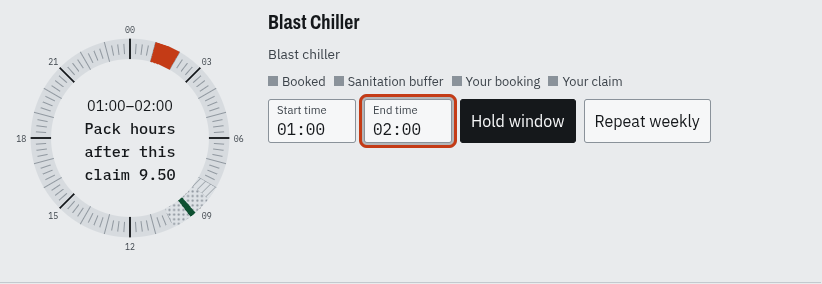 Blast Chiller
Blast chiller
Booked Sanitation buffer Your booking Your claim
Start time End time
01:00 02:00 Hold window Repeat weekly
00
21 03
01:00–02:00
Pack hours
after this
claim 9.50
18 06
15 09
12